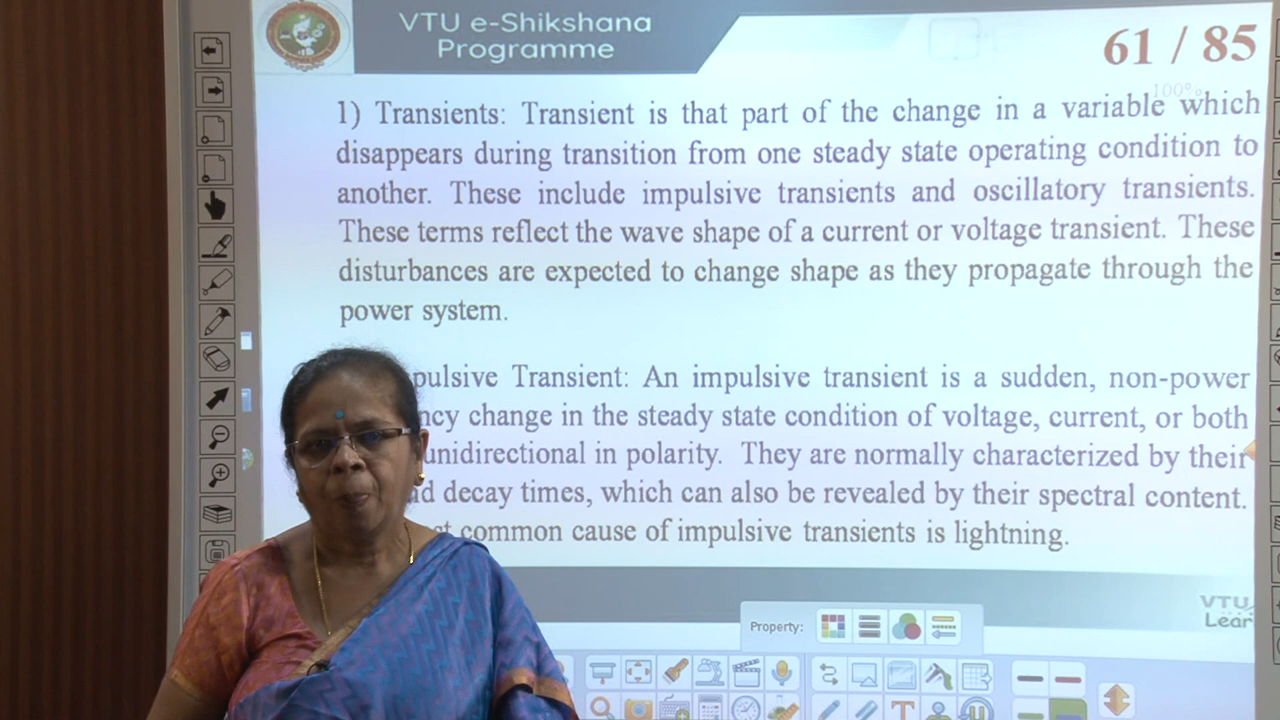 VTU e-Shikshana
Programme
61 / 85
100%
1) Transients: Transient is that part of the change in a variable which
disappears during transition from one steady state operating condition to
another. These include impulsive transients and oscillatory transients.
These terms reflect the wave shape of a current or voltage transient. These
disturbances are expected to change shape as they propagate through the
power system.
pulsive Transient: An impulsive transient is a sudden, non-power
ncy change in the steady state condition of voltage, current, or both
unidirectional in polarity. They are normally characterized by their
d decay times, which can also be revealed by their spectral content.
st common cause of impulsive transients is lightning.
VTU
Lear
Property: